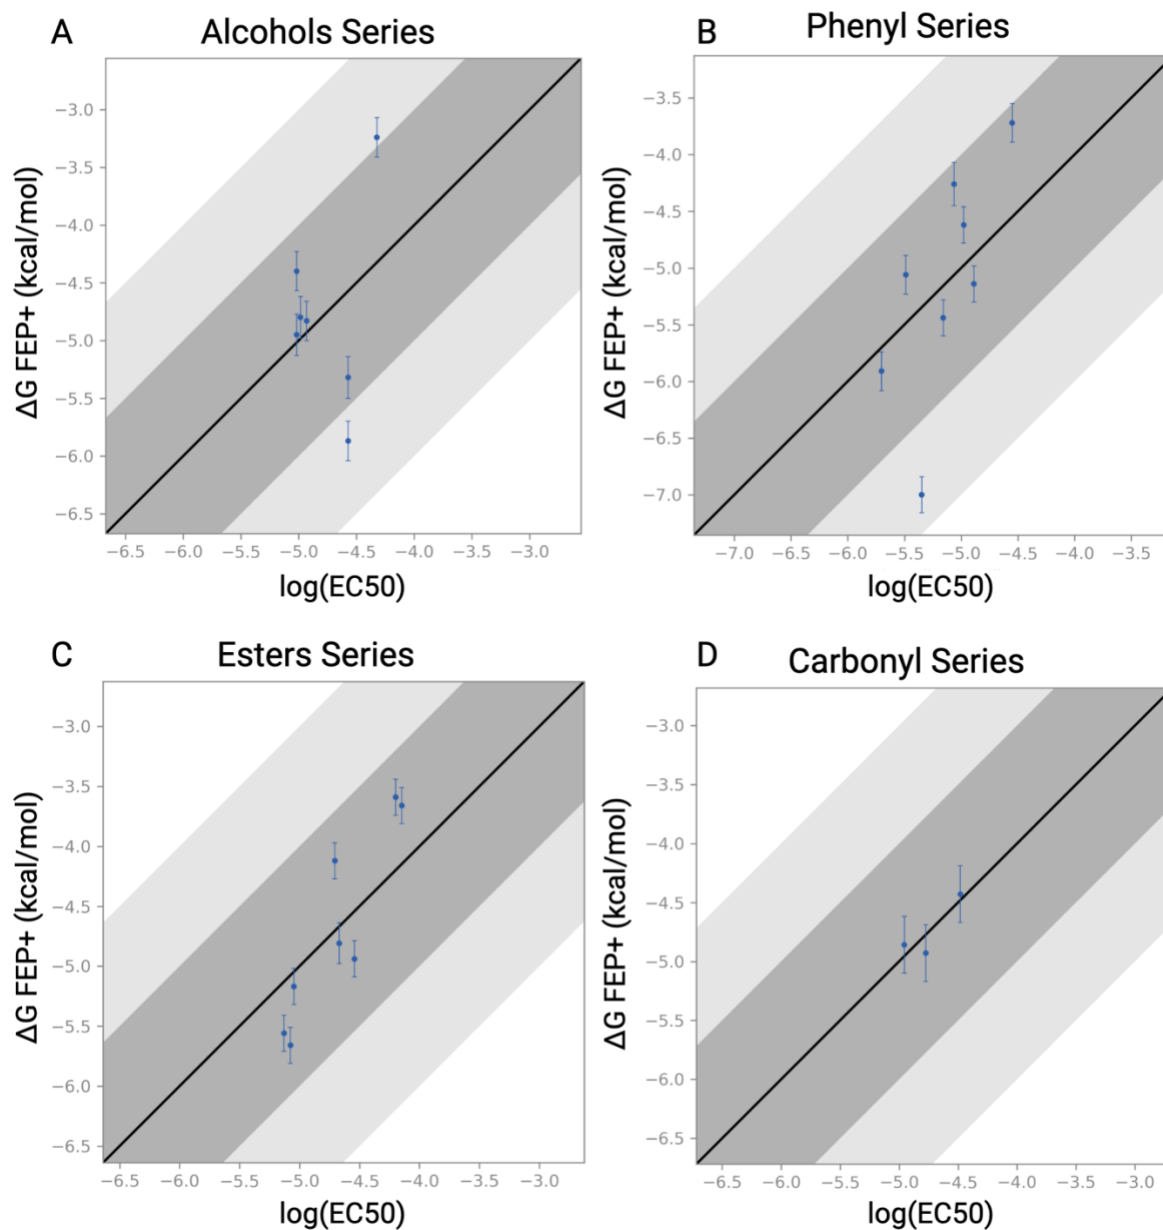 A
Alcohols Series
ΔG FEP+ (kcal/mol)
−3.0
−3.5
−4.0
−4.5
−5.0
−5.5
−6.0
−6.5
−6.5 −6.0 −5.5 −5.0 −4.5 −4.0 −3.5 −3.0
log(EC50)
B
Phenyl Series
ΔG FEP+ (kcal/mol)
−3.5
−4.0
−4.5
−5.0
−5.5
−6.0
−6.5
−7.0
−7.0 −6.5 −6.0 −5.5 −5.0 −4.5 −4.0 −3.5
log(EC50)
C
Esters Series
ΔG FEP+ (kcal/mol)
−3.0
−3.5
−4.0
−4.5
−5.0
−5.5
−6.0
−6.5
−6.5 −6.0 −5.5 −5.0 −4.5 −4.0 −3.5 −3.0
log(EC50)
D
Carbonyl Series
ΔG FEP+ (kcal/mol)
−3.0
−3.5
−4.0
−4.5
−5.0
−5.5
−6.0
−6.5
−6.5 −6.0 −5.5 −5.0 −4.5 −4.0 −3.5 −3.0
log(EC50)